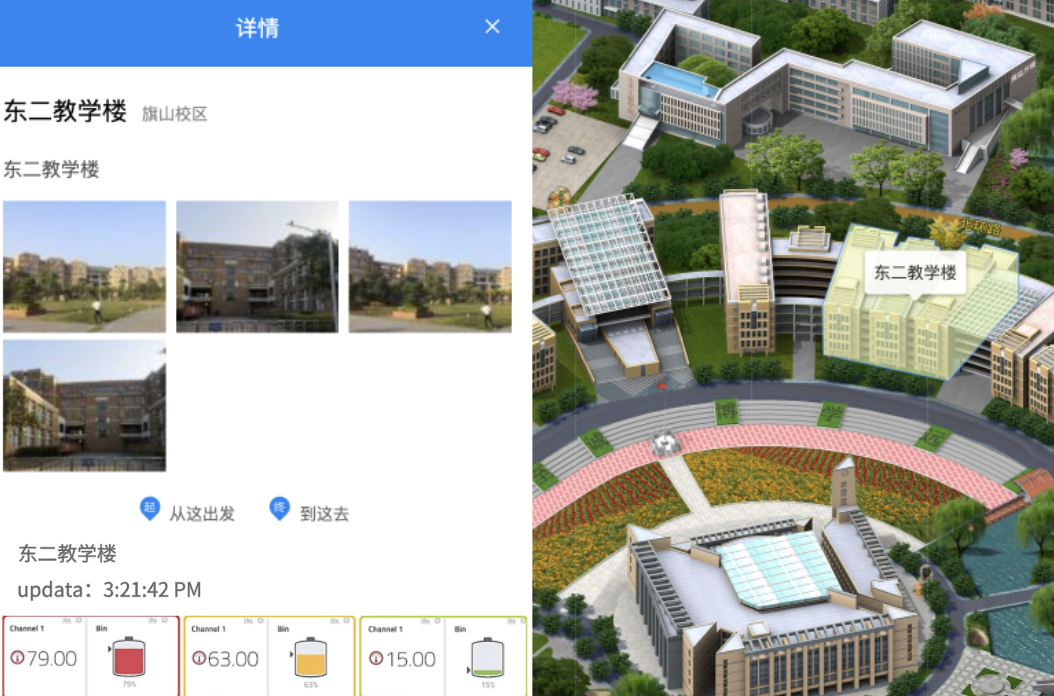 详情
东二教学楼 旗山校区
东二教学楼
起 从这出发 终 到这去
东二教学楼
updata：3:21:42 PM
Channel 1 Bin Channel 1 Bin Channel 1 Bin
79.00 63.00 15.00
79% 63% 15%
北环路
东二教学楼
博 学